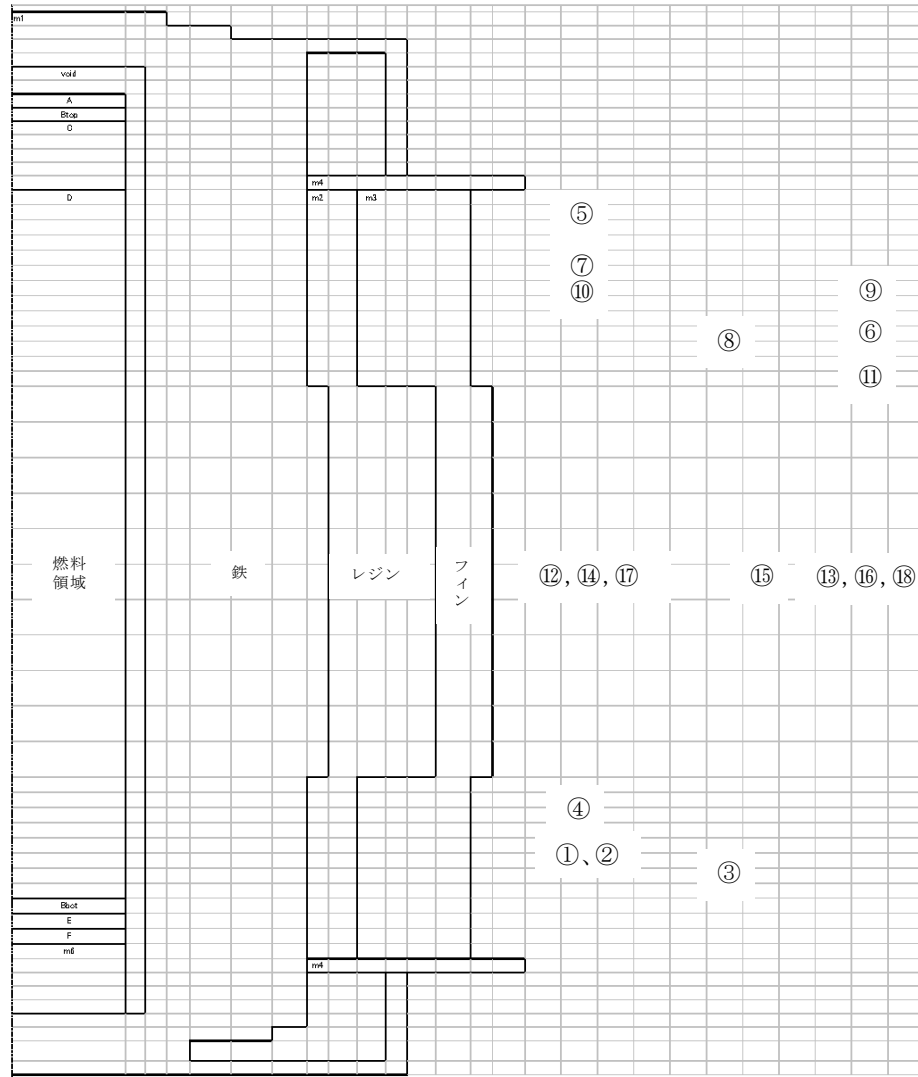 m1
void
A
Btop
C
m4
D
m2
m3
⑤
⑦
⑩
⑨
⑥
⑧
⑪
燃料
領域
鉄
レジン
フィン
⑫, ⑭, ⑰
⑮
⑬, ⑯, ⑱
④
①、②
③
Bbot
E
F
m6
m4